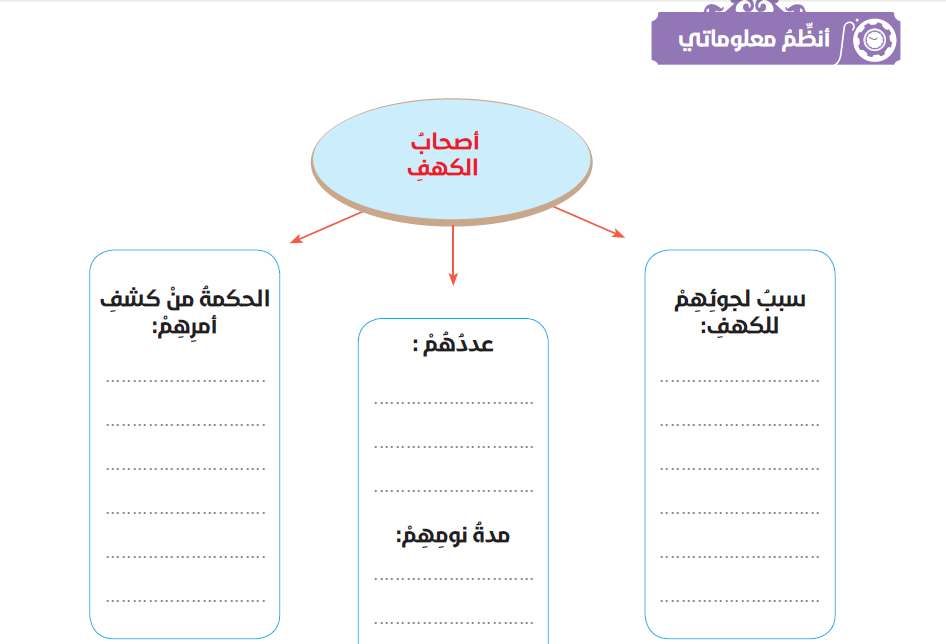 أنظِّمُ معلوماتي
أصحابُ
الكهفِ
سببُ لجوئِهِمْ
للكهفِ:
عددُهُمْ :
مدةُ نومِهِمْ:
الحكمةُ منْ كشفِ
أمرِهِمْ: